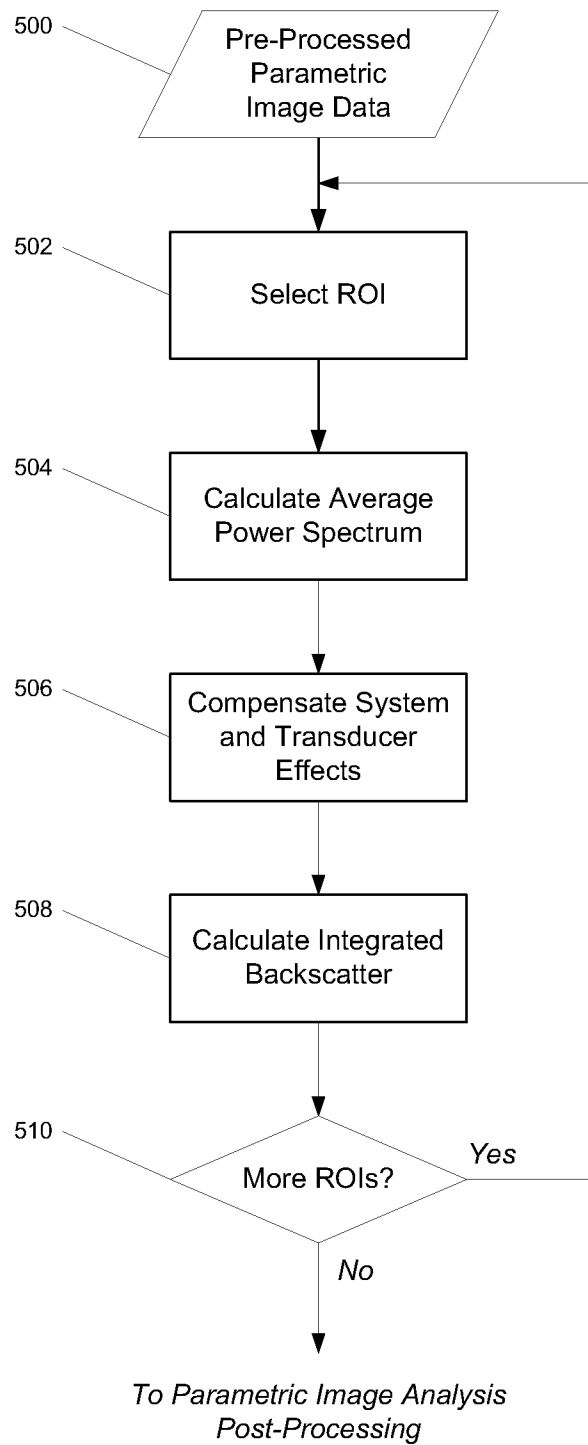 500
Pre-Processed
Parametric
Image Data
502
Select ROI
504
Calculate Average
Power Spectrum
506
Compensate System
and Transducer
Effects
508
Calculate Integrated
Backscatter
510
More ROIs?
Yes
No
To Parametric Image Analysis
Post-Processing